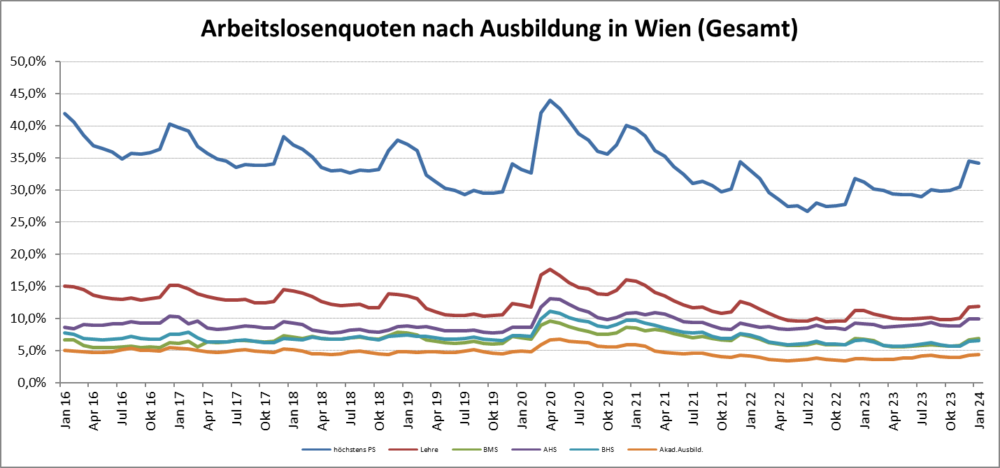 Arbeitslosenquoten nach Ausbildung in Wien (Gesamt)
50,0%
45,0%
40,0%
35,0%
30,0%
25,0%
20,0%
15,0%
10,0%
5,0%
0,0%
Jan 16
Apr 16
Jul 16
Okt 16
Jan 17
Apr 17
Jul 17
Okt 17
Jan 18
Apr 18
Jul 18
Okt 18
Jan 19
Apr 19
Jul 19
Okt 19
Jan 20
Apr 20
Jul 20
Okt 20
Jan 21
Apr 21
Jul 21
Okt 21
Jan 22
Apr 22
Jul 22
Okt 22
Jan 23
Apr 23
Jul 23
Okt 23
Jan 24
höchstens PS Lehre BMS AHS BHS Akad.Ausbild.